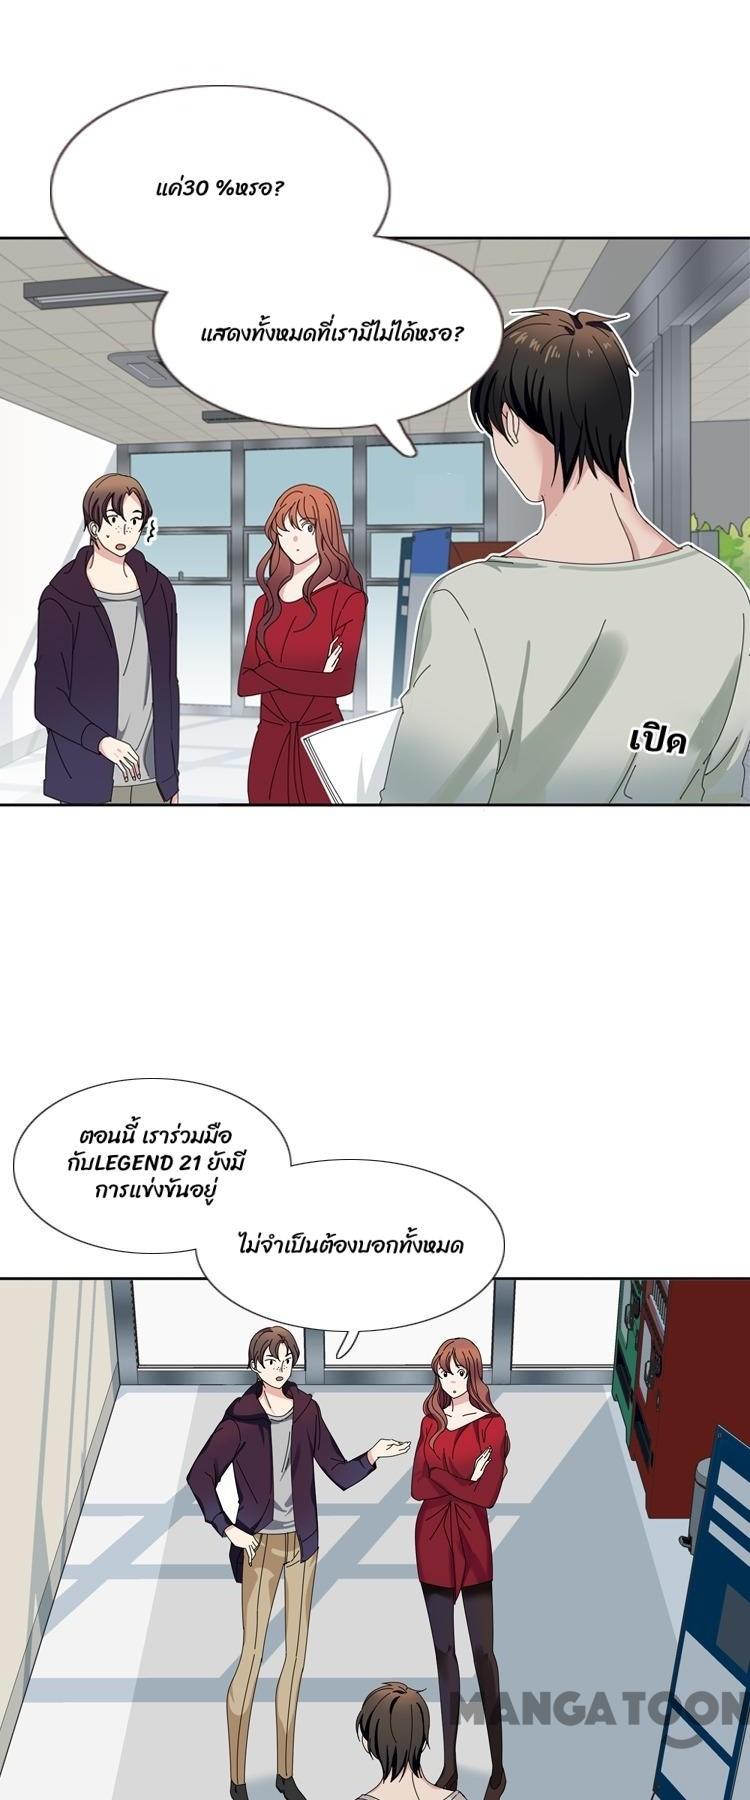 แค่30 %หรอ?
แสดงทั้งหมดที่เรามีไม่ได้หรอ?
เปิด
ตอนนี้ เราร่วมมือ
กับLEGEND 21 ยังมี
การแข่งขันอยู่
ไม่จำเป็นต้องบอกทั้งหมด
MANGATOON